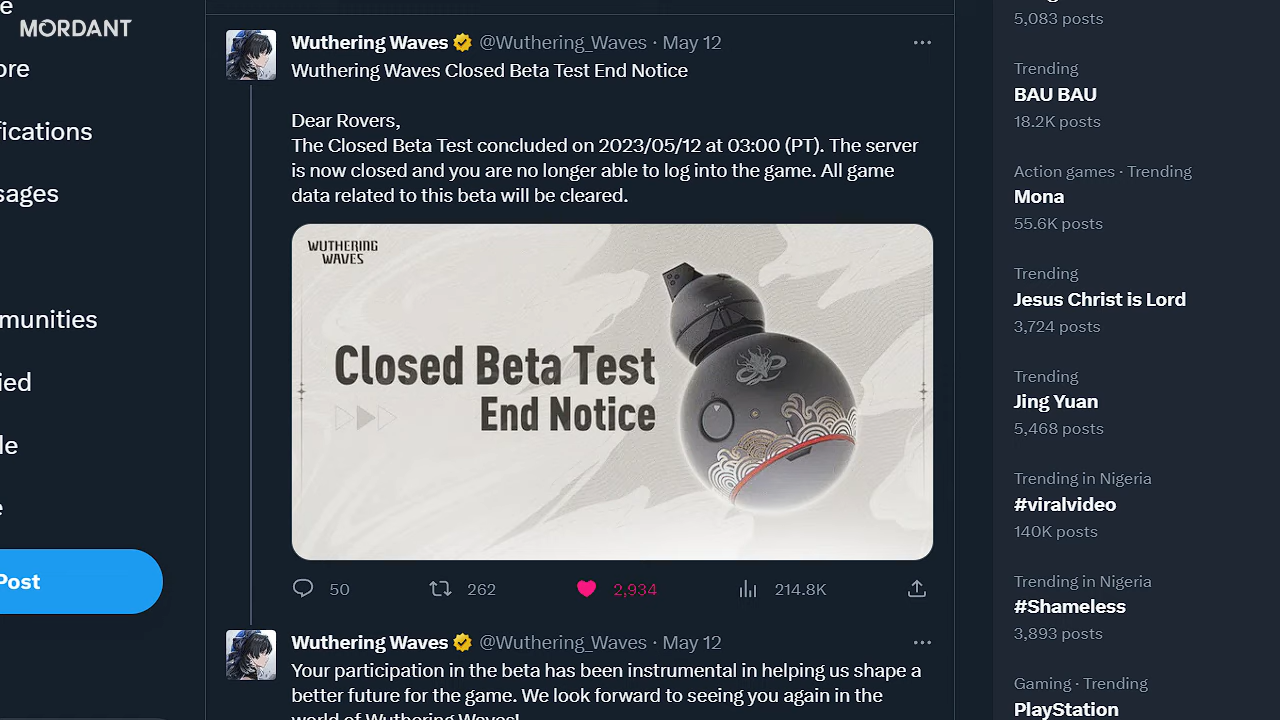 MORDANT
e
ore
fications
sages
munities
ied
le
e
Post
Wuthering Waves @Wuthering_Waves · May 12
Wuthering Waves Closed Beta Test End Notice
Dear Rovers,
The Closed Beta Test concluded on 2023/05/12 at 03:00 (PT). The server
is now closed and you are no longer able to log into the game. All game
data related to this beta will be cleared.
WUTHERING
WAVES
Closed Beta Test
End Notice
50 262 2,934 214.8K
Wuthering Waves @Wuthering_Waves · May 12
Your participation in the beta has been instrumental in helping us shape a
better future for the game. We look forward to seeing you again in the
world of Wuthering Waves!
5,083 posts
Trending
BAU BAU
18.2K posts
Action games · Trending
Mona
55.6K posts
Trending
Jesus Christ is Lord
3,724 posts
Trending
Jing Yuan
5,468 posts
Trending in Nigeria
#viralvideo
140K posts
Trending in Nigeria
#Shameless
3,893 posts
Gaming · Trending
PlayStation